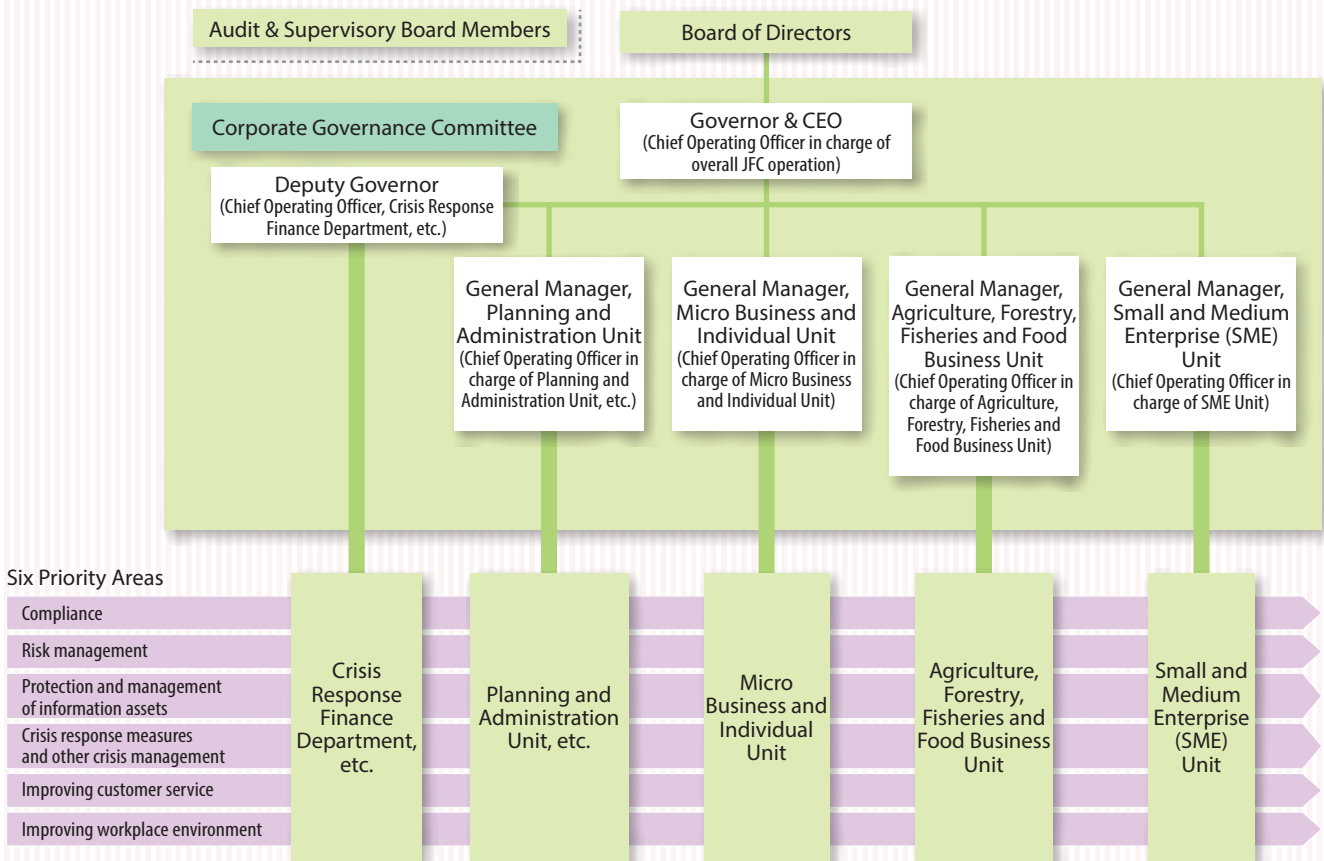 Audit & Supervisory Board Members
Board of Directors
Corporate Governance Committee
Governor & CEO
(Chief Operating Officer in charge of
overall JFC operation)
Deputy Governor
(Chief Operating Officer, Crisis Response
Finance Department, etc.)
General Manager,
Planning and
Administration Unit
(Chief Operating Officer in
charge of Planning and
Administration Unit, etc.)
General Manager,
Micro Business and
Individual Unit
(Chief Operating Officer in
charge of Micro Business
and Individual Unit)
General Manager,
Agriculture, Forestry,
Fisheries and Food
Business Unit
(Chief Operating Officer in
charge of Agriculture,
Forestry, Fisheries and
Food Business Unit)
General Manager,
Small and Medium
Enterprise (SME)
Unit
(Chief Operating Officer in
charge of SME Unit)
Six Priority Areas
Compliance
Risk management
Protection and management
of information assets
Crisis response measures
and other crisis management
Improving customer service
Improving workplace environment
Crisis
Response
Finance
Department,
etc.
Planning and
Administration
Unit, etc.
Micro
Business and
Individual
Unit
Agriculture,
Forestry,
Fisheries and
Food Business
Unit
Small and
Medium
Enterprise
(SME)
Unit